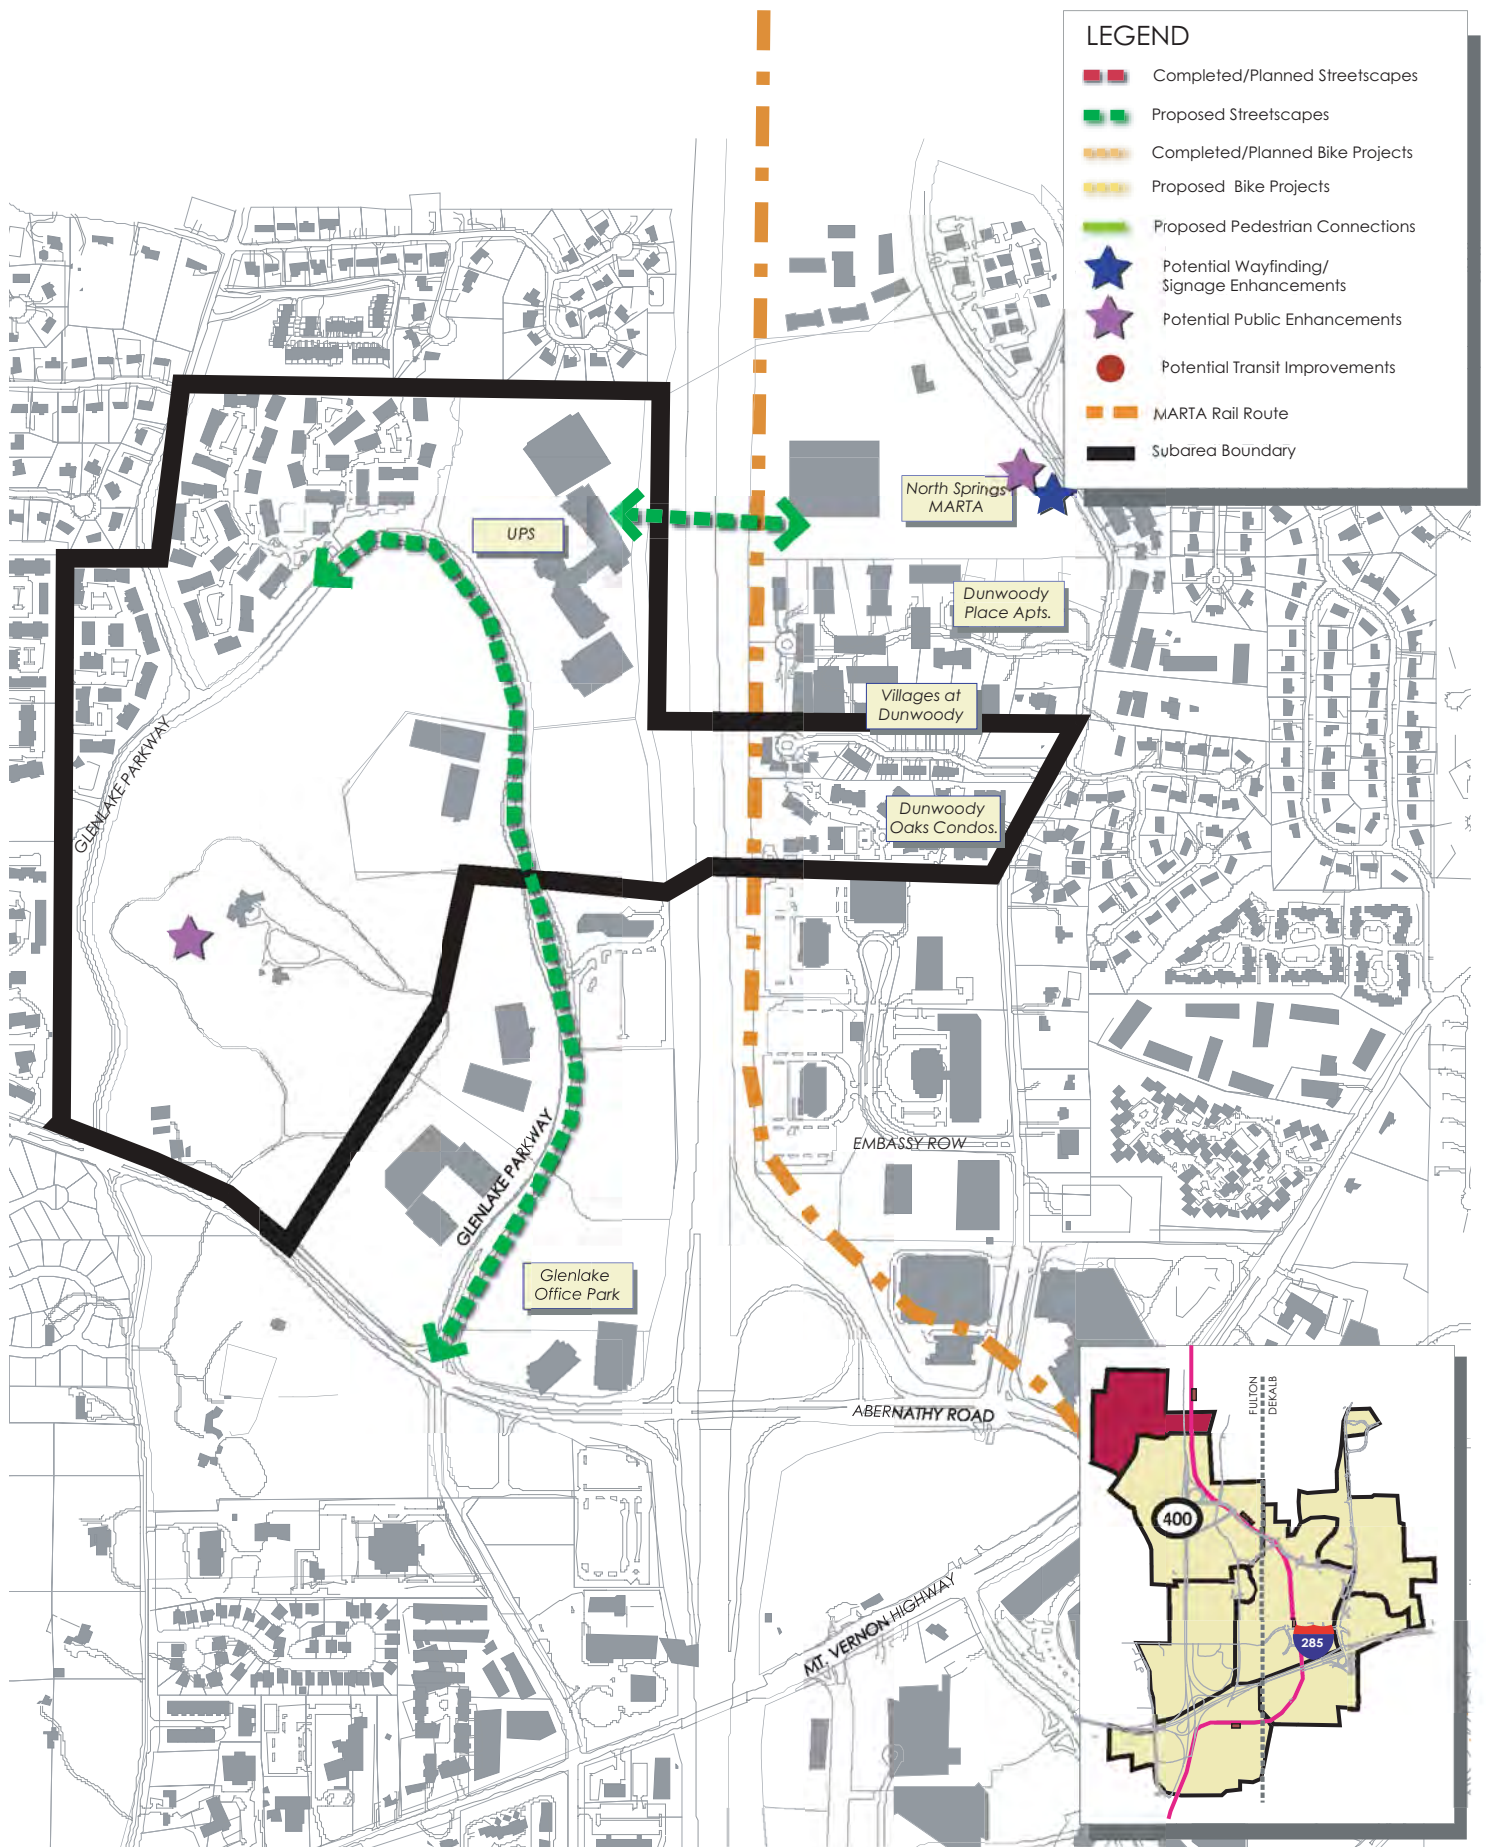 LEGEND
Completed/Planned Streetscapes
Proposed Streetscapes
Completed/Planned Bike Projects
Proposed Bike Projects
Proposed Pedestrian Connections
Potential Wayfinding/
Signage Enhancements
Potential Public Enhancements
Potential Transit Improvements
MARTA Rail Route
Subarea Boundary
North Springs
MARTA
UPS
Dunwoody
Place Apts.
Villages at
Dunwoody
Dunwoody
Oaks Condos.
GLENLAKE PARKWAY
GLENLAKE PARKWAY
EMBASSY ROW
Glenlake
Office Park
ABERNATHY ROAD
MT. VERNON HIGHWAY
FULTON
DEKALB
400
285